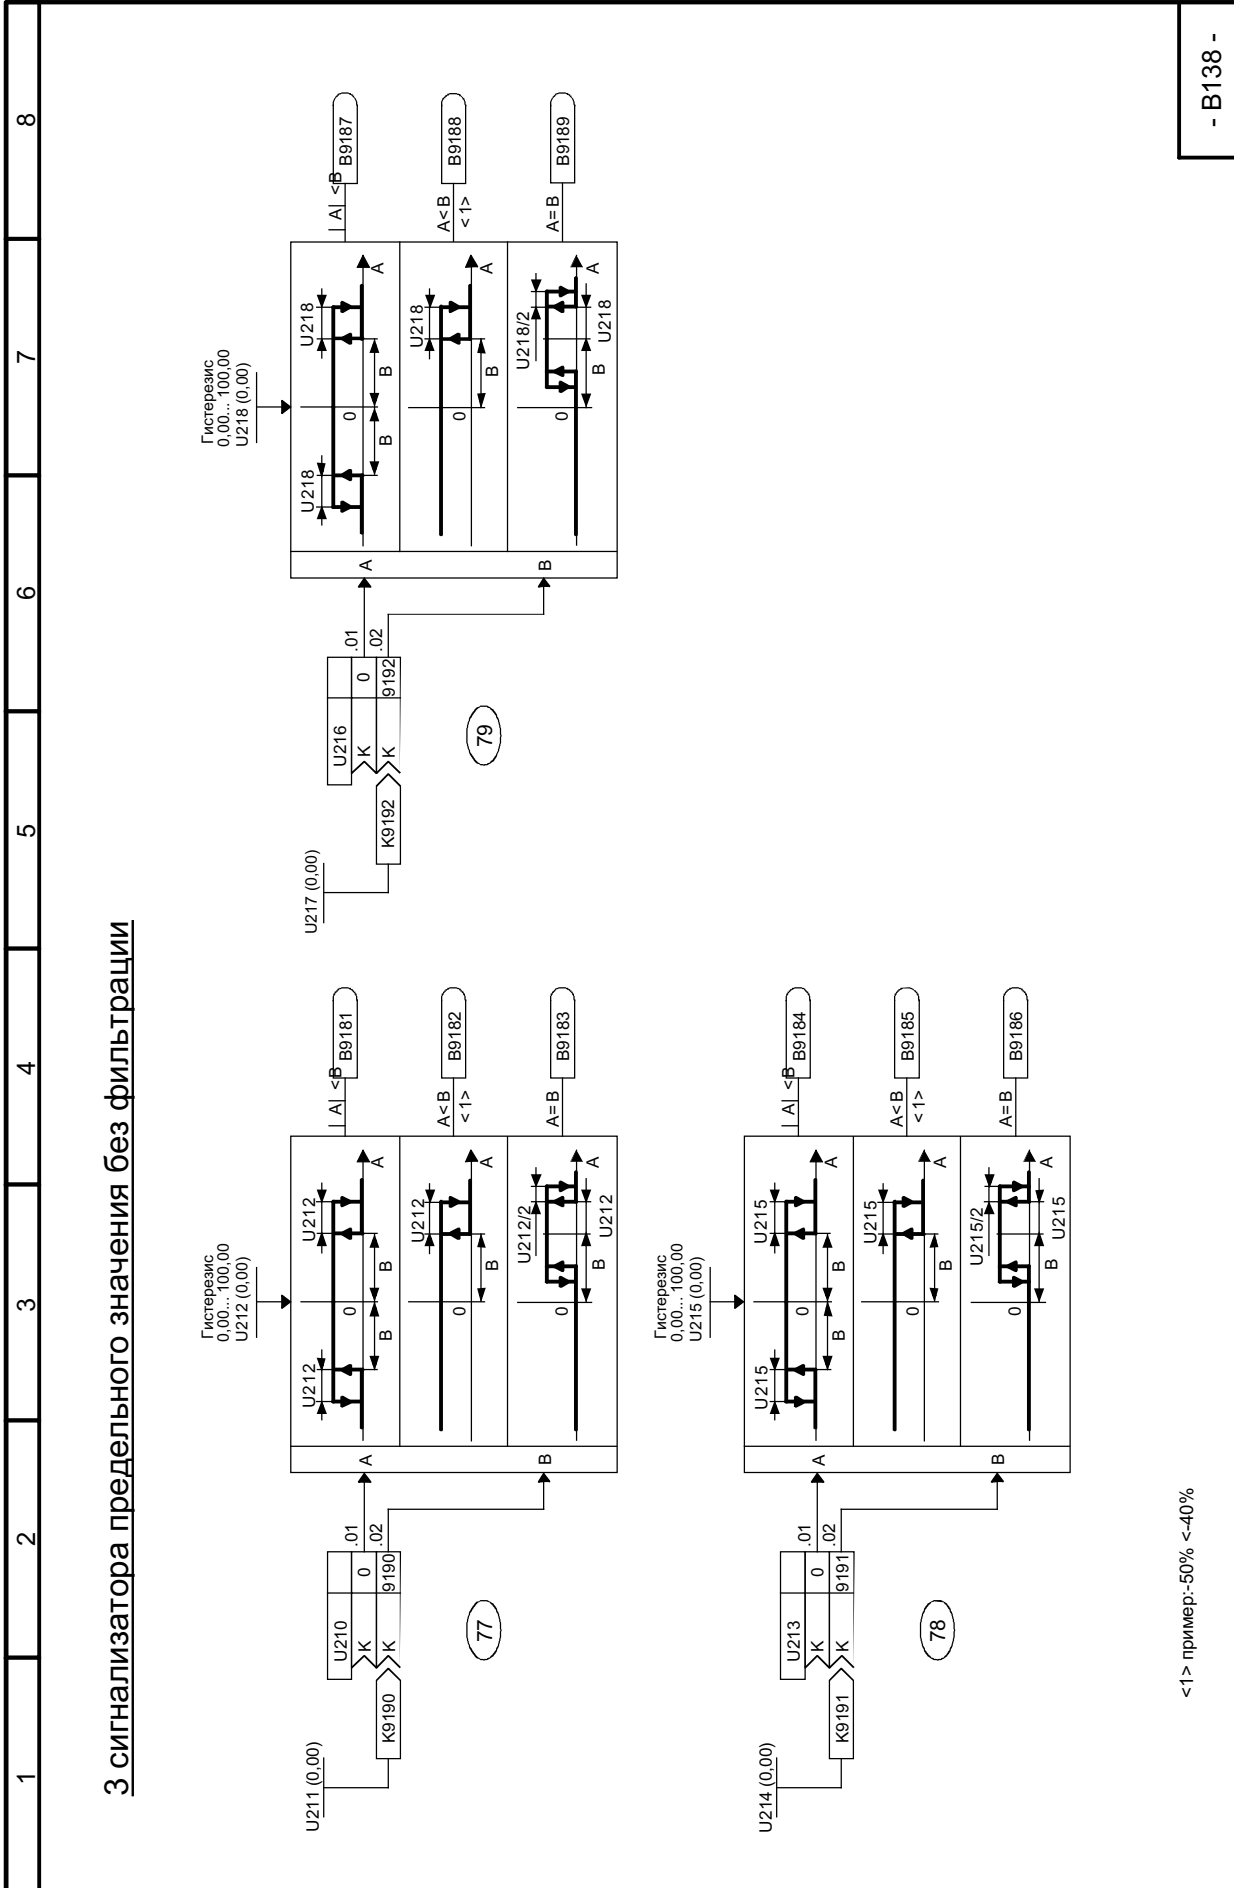 1
2
3
4
5
6
7
8
3 сигнализатора предельного значения без фильтрации
U211 (0,00)
K9190
U210
K
0
.01
K
9190
.02
77
Гистерезис
0,00... 100,00
U212 (0,00)
A
B
U212
U212
B
0
B
A
| A| <B
B9181
U212
0
B
A
A<B
<1>
B9182
U212/2
0
B
U212
A
A=B
B9183
U214 (0,00)
K9191
U213
K
0
.01
K
9191
.02
78
Гистерезис
0,00... 100,00
U215 (0,00)
A
B
U215
U215
B
0
B
A
| A| <B
B9184
U215
0
B
A
A<B
<1>
B9185
U215/2
0
B
U215
A
A=B
B9186
U217 (0,00)
K9192
U216
K
0
.01
K
9192
.02
79
Гистерезис
0,00... 100,00
U218 (0,00)
A
B
U218
U218
B
0
B
A
| A| <B
B9187
U218
0
B
A
A<B
<1>
B9188
U218/2
0
B
U218
A
A=B
B9189
<1> пример:-50% <-40%
- B138 -